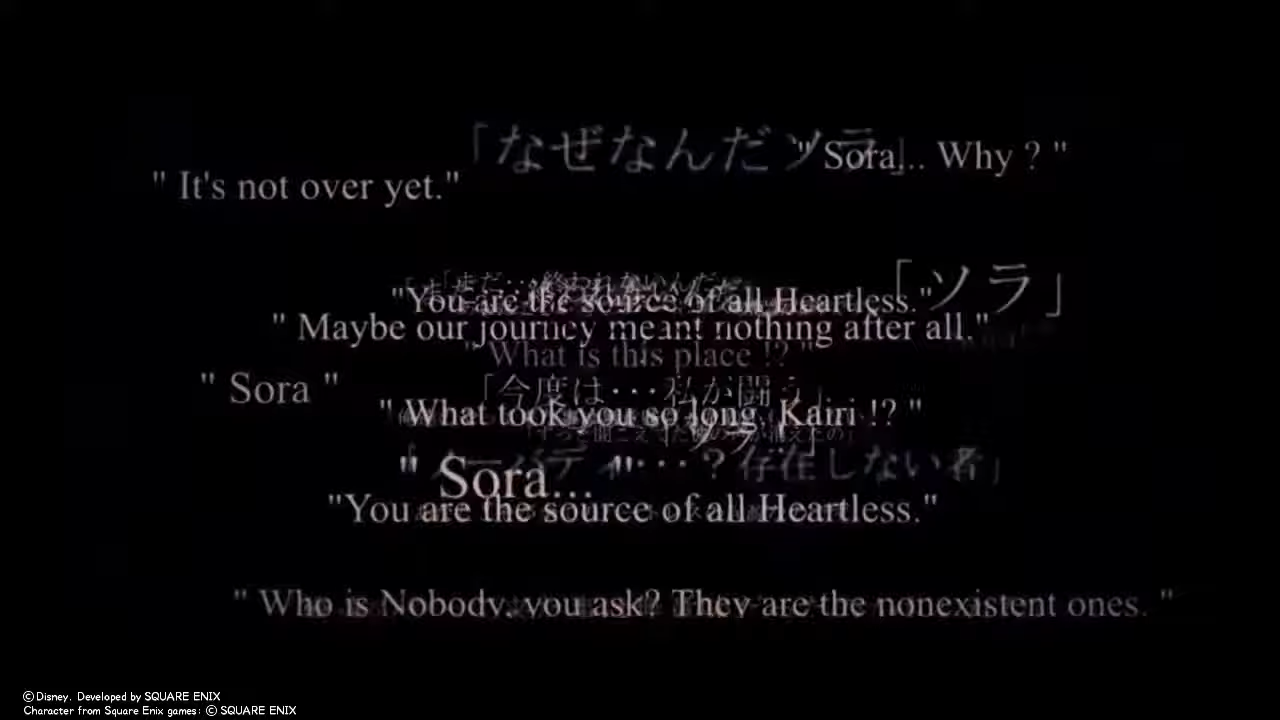 「なぜなんだソラ」
" Sora... Why ? "
" It's not over yet."
「ソラ」
"You are the source of all Heartless."
" Maybe our journey meant nothing after all."
" What is this place !? "
" Sora "
「今度は・・・私が闘う」
" What took you so long, Kairi !? "
「ソラ…」
・・・？存在しない者」
" Sora... "
"You are the source of all Heartless."
" Who is Nobody, you ask? They are the nonexistent ones. "
©Disney. Developed by SQUARE ENIX
Character from Square Enix games: © SQUARE ENIX